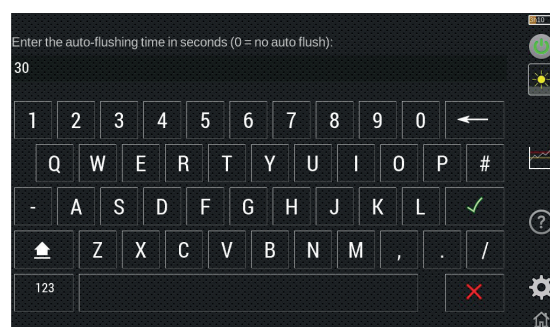 Enter the auto-flushing time in seconds (0 = no auto flush):
30
1 2 3 4 5 6 7 8 9 0
Q W E R T Y U I O P #
- A S D F G H J K L
Z X C V B N M , . /
123
?